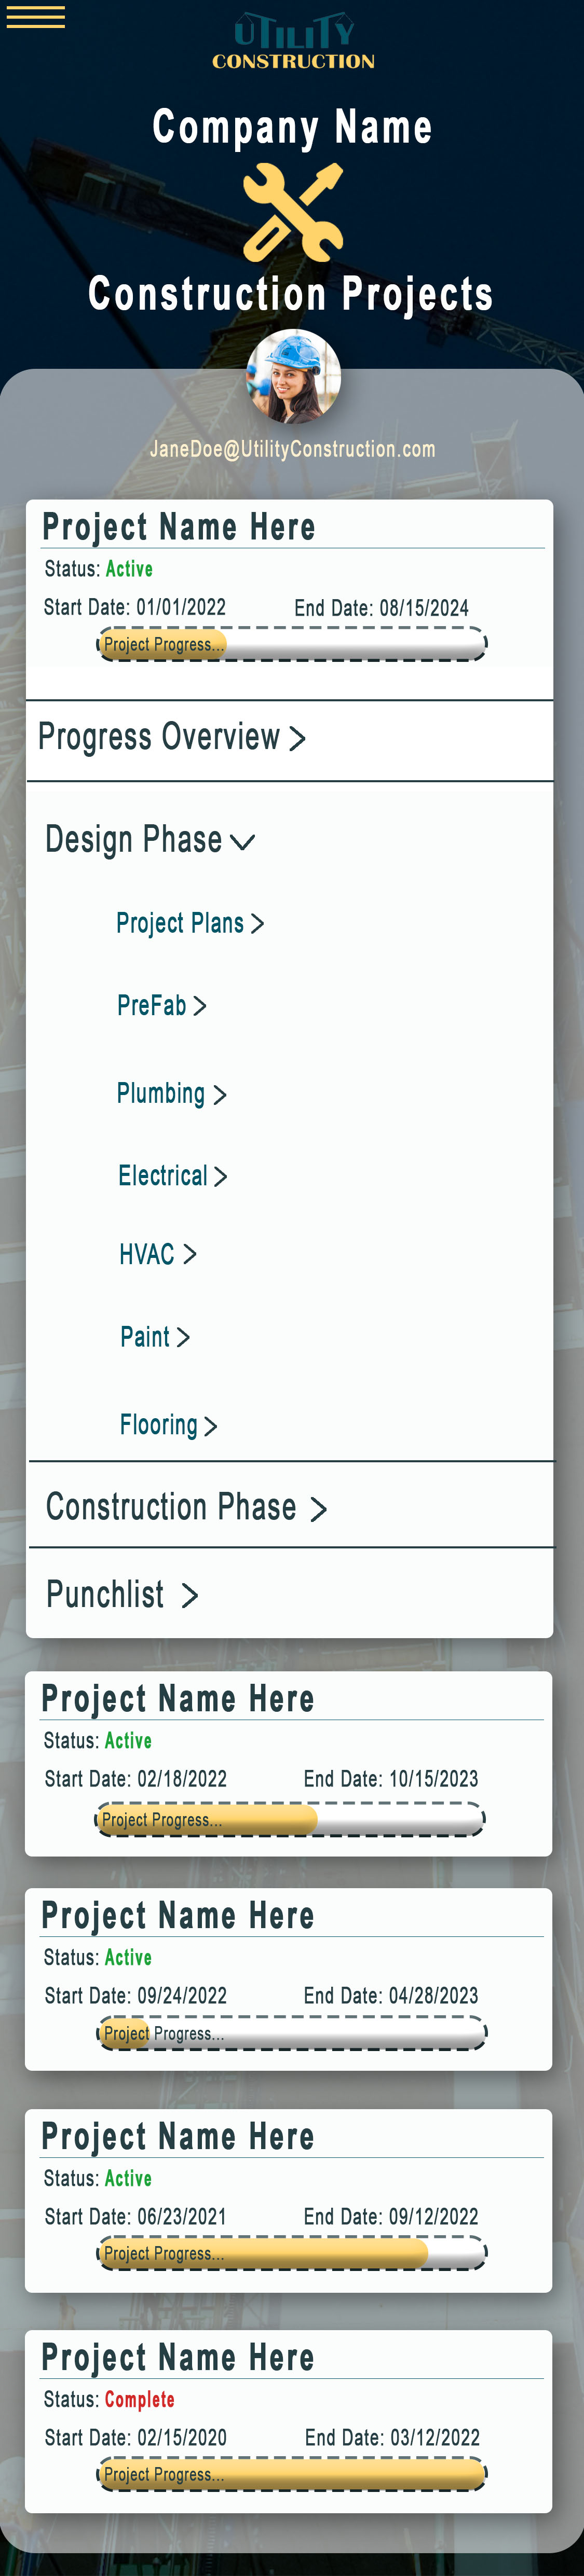 UTILITY
CONSTRUCTION
Company Name
Construction Projects
JaneDoe@UtilityConstruction.com
Project Name Here
Status: Active
Start Date: 01/01/2022 End Date: 08/15/2024
Project Progress...
Progress Overview >
Design Phase
Project Plans >
PreFab >
Plumbing >
Electrical >
HVAC >
Paint >
Flooring >
Construction Phase >
Punchlist >
Project Name Here
Status: Active
Start Date: 02/18/2022 End Date: 10/15/2023
Project Progress...
Project Name Here
Status: Active
Start Date: 09/24/2022 End Date: 04/28/2023
Project Progress...
Project Name Here
Status: Active
Start Date: 06/23/2021 End Date: 09/12/2022
Project Progress...
Project Name Here
Status: Complete
Start Date: 02/15/2020 End Date: 03/12/2022
Project Progress...